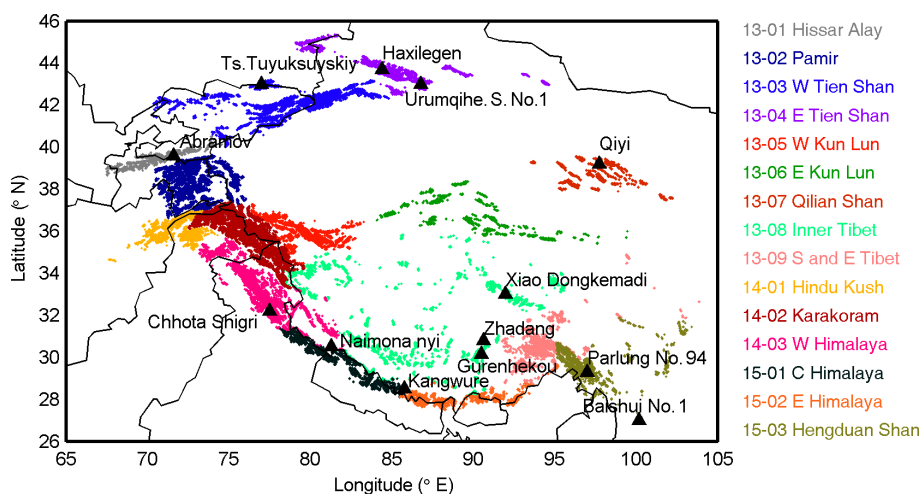 46
44
42
40
38
36
34
32
30
28
26
Latitude (° N)
65
70
75
80
85
90
95
100
105
Longitude (° E)
Haxilegen
Ts.Tuyuksuyskiy
Urumqihe. S. No.1
Abramov
Qiyi
Xiao Dongkemadi
Chhota Shigri
Zhadang
Naimona nyi
Gurenhekou
Parlung No. 94
Kangwure
Baishui No. 1
13-01 Hissar Alay
13-02 Pamir
13-03 W Tien Shan
13-04 E Tien Shan
13-05 W Kun Lun
13-06 E Kun Lun
13-07 Qilian Shan
13-08 Inner Tibet
13-09 S and E Tibet
14-01 Hindu Kush
14-02 Karakoram
14-03 W Himalaya
15-01 C Himalaya
15-02 E Himalaya
15-03 Hengduan Shan